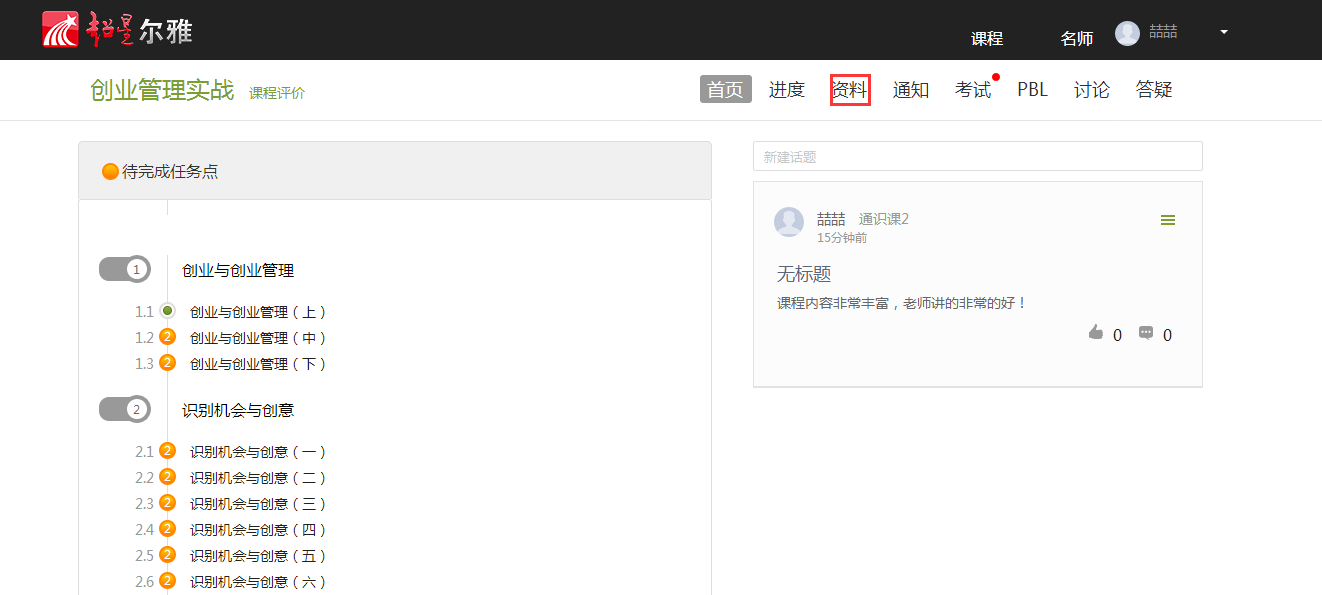 超星尔雅
课程 名师 喆喆
创业管理实战 课程评价 首页 进度 资料 通知 考试 PBL 讨论 答疑
待完成任务点
1 创业与创业管理
1.1 创业与创业管理（上）
1.2 2 创业与创业管理（中）
1.3 2 创业与创业管理（下）
2 识别机会与创意
2.1 2 识别机会与创意（一）
2.2 2 识别机会与创意（二）
2.3 2 识别机会与创意（三）
2.4 2 识别机会与创意（四）
2.5 2 识别机会与创意（五）
2.6 2 识别机会与创意（六）
新建话题
喆喆 通识课2
15分钟前
无标题
课程内容非常丰富，老师讲的非常的好！
0 0